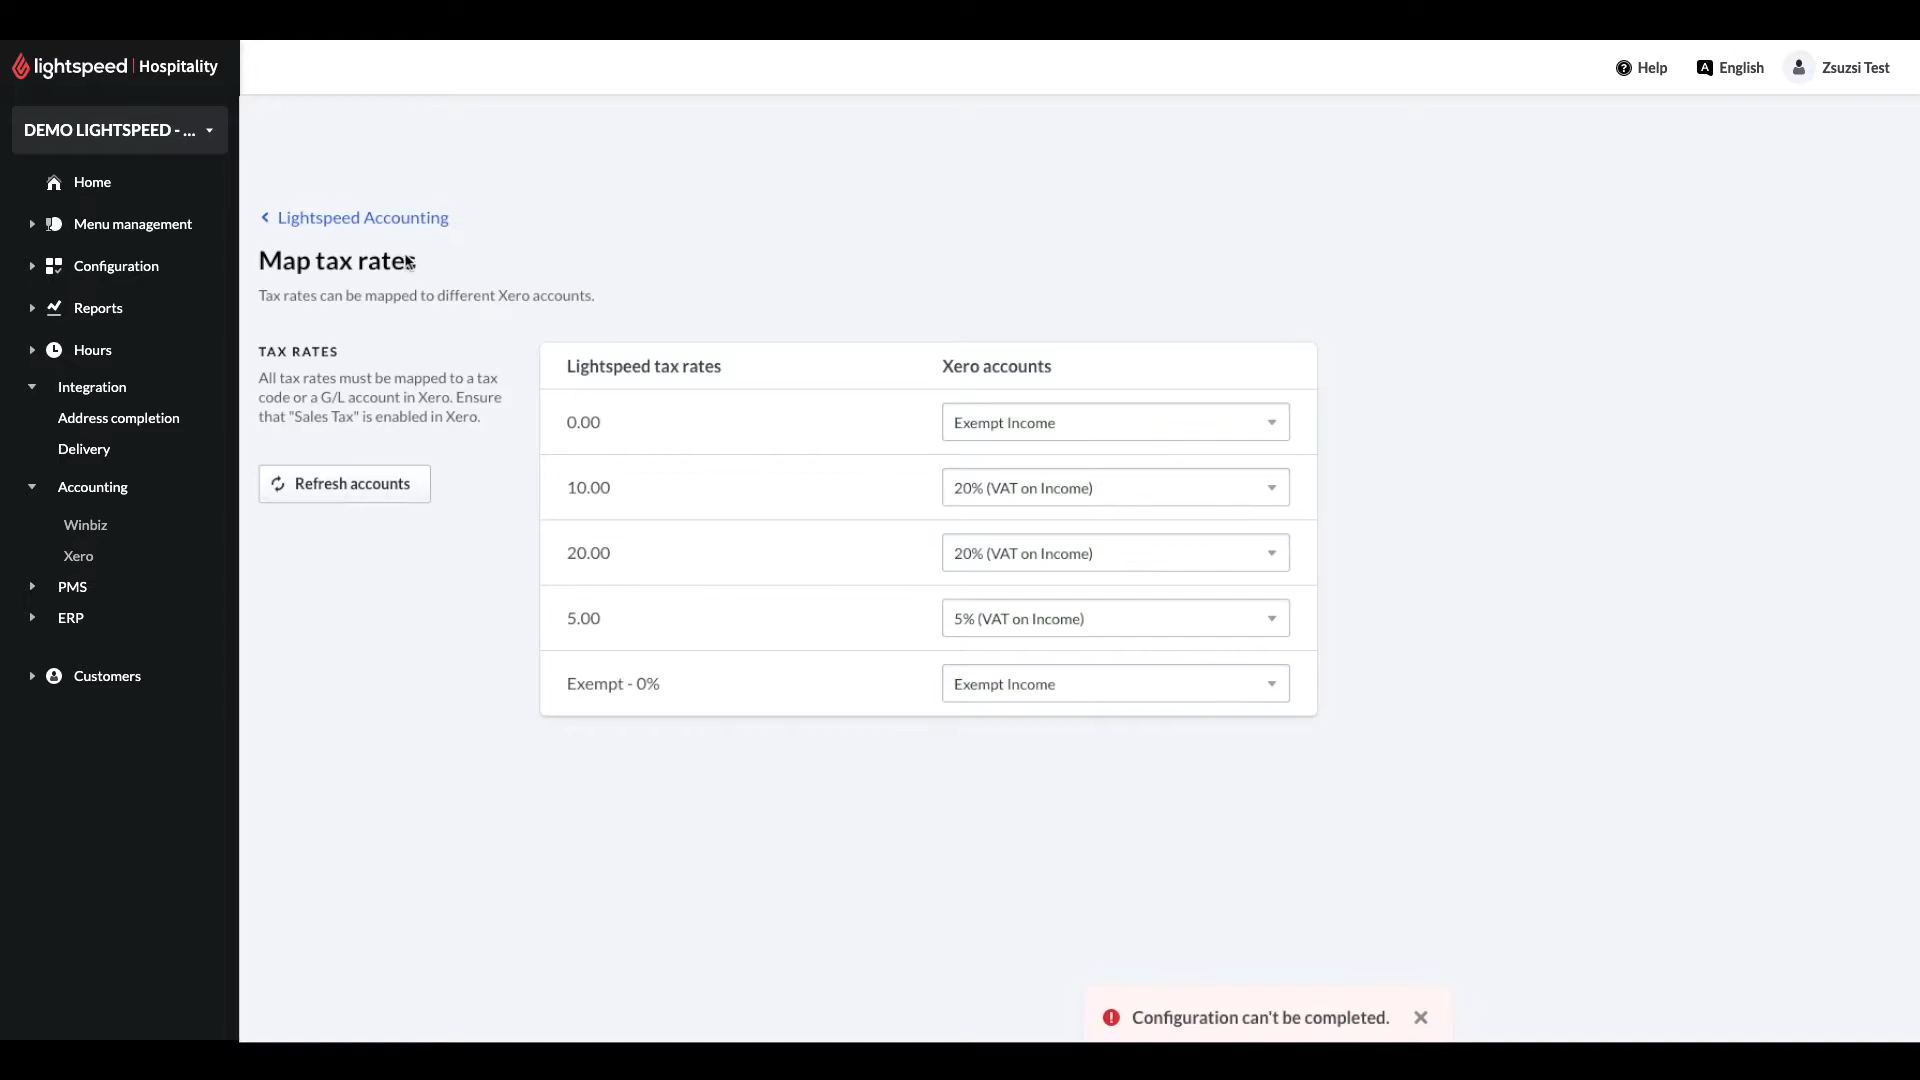 lightspeed | Hospitality
Help
English
Zsuzsi Test
DEMO LIGHTSPEED - ...
Home
Menu management
Configuration
Reports
Hours
Integration
Address completion
Delivery
Accounting
Winbiz
Xero
PMS
ERP
Customers
Lightspeed Accounting
Map tax rates
Tax rates can be mapped to different Xero accounts.
TAX RATES
All tax rates must be mapped to a tax
code or a G/L account in Xero. Ensure
that "Sales Tax" is enabled in Xero.
Refresh accounts
Lightspeed tax rates Xero accounts
0.00 Exempt Income
10.00 20% (VAT on Income)
20.00 20% (VAT on Income)
5.00 5% (VAT on Income)
Exempt - 0% Exempt Income
Configuration can't be completed.